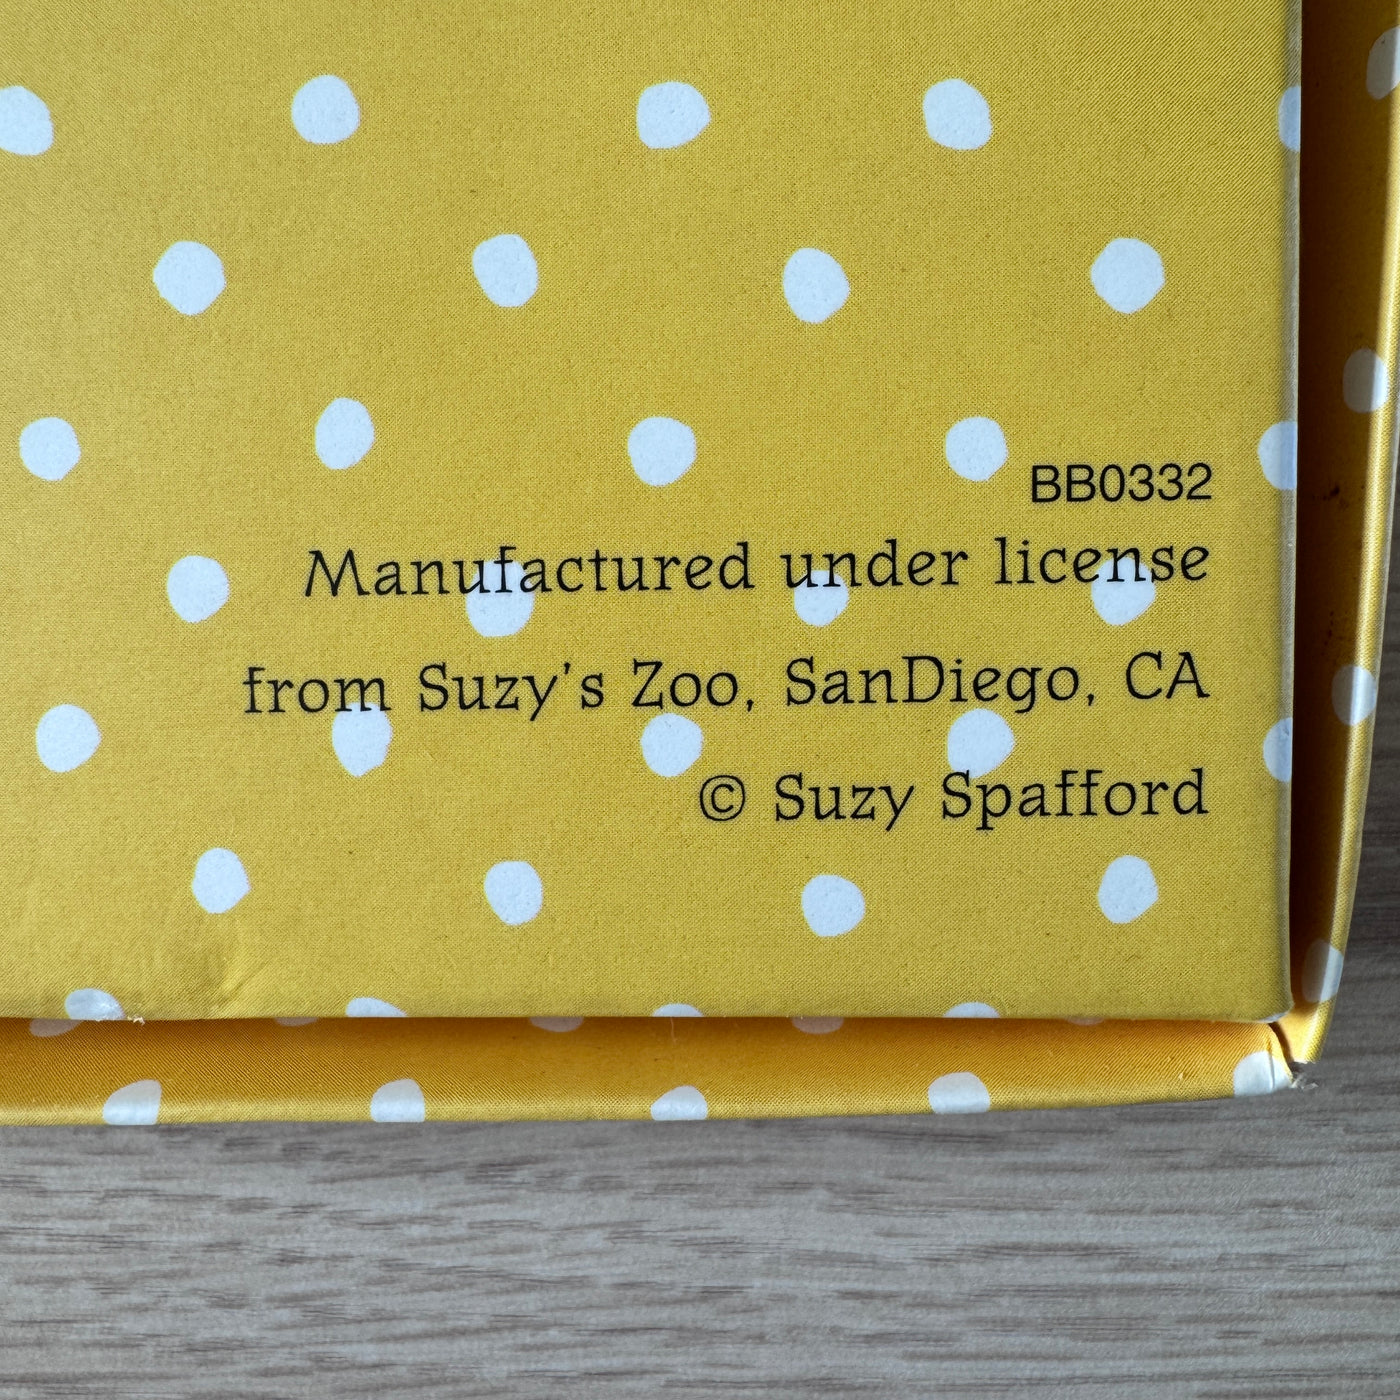 BB0332
Manufactured under license
from Suzy's Zoo, SanDiego, CA
© Suzy Spafford